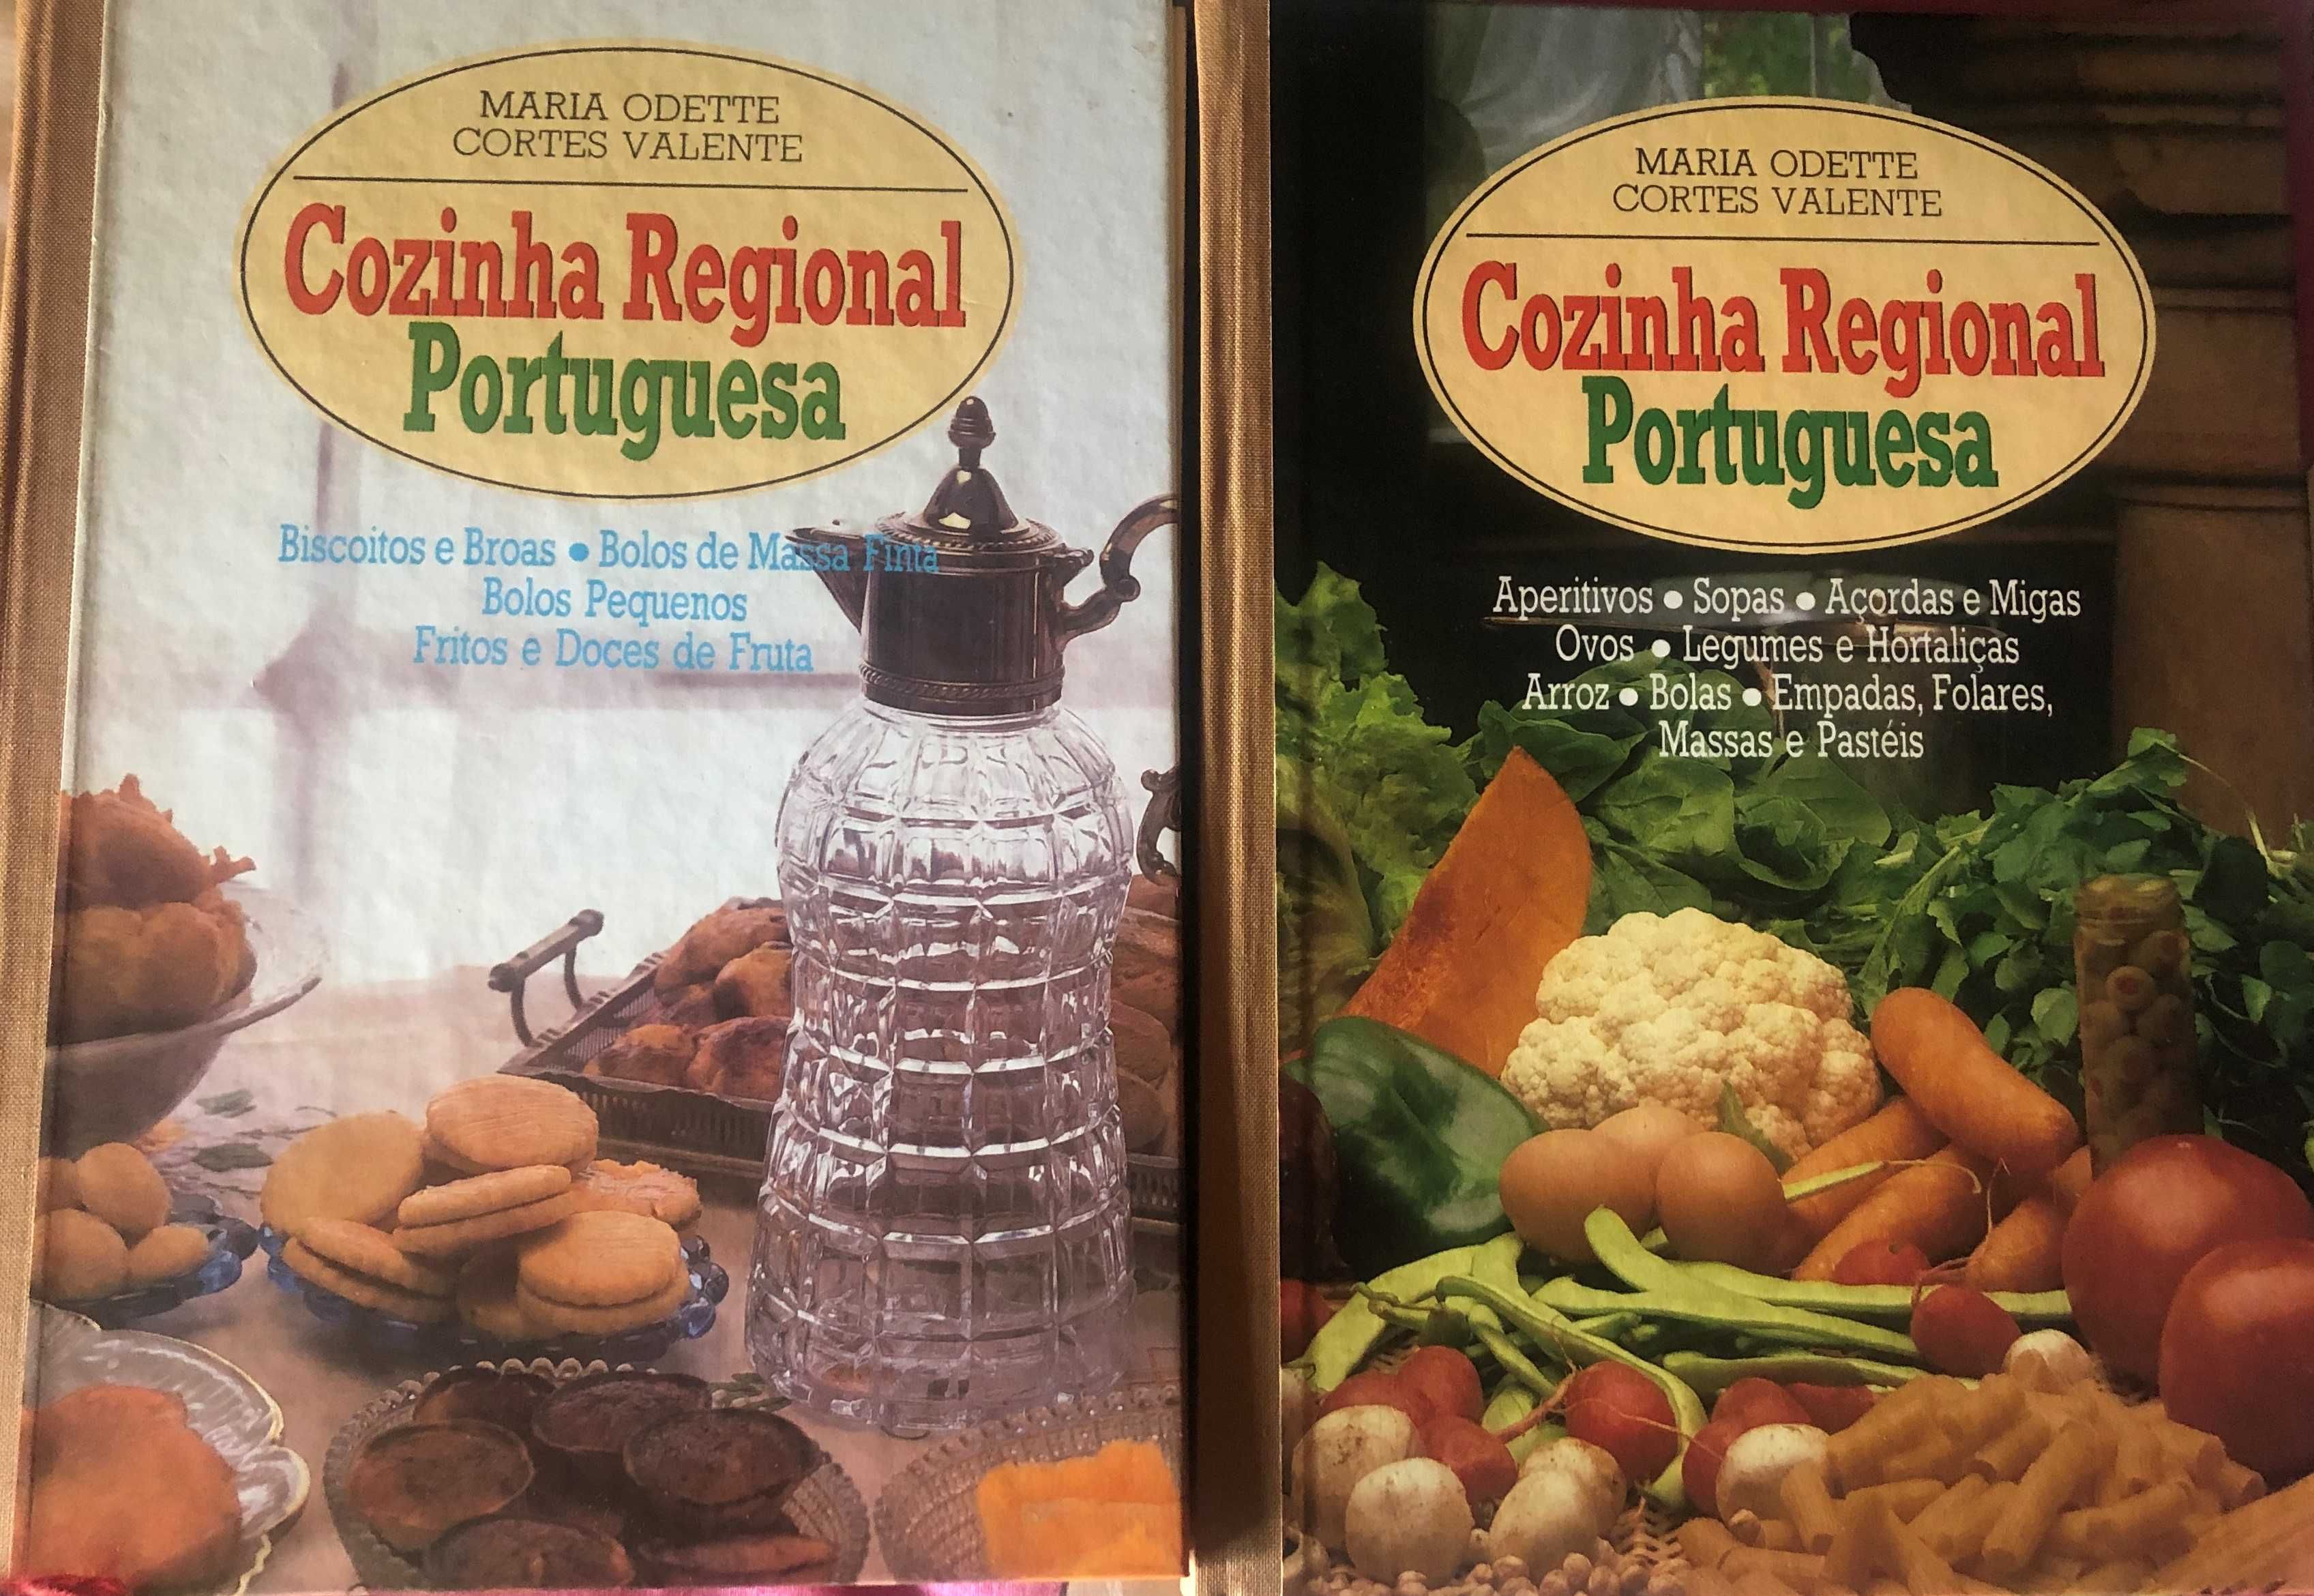 MARIA ODETTE
CORTES VALENTE
Cozinha Regional
Portuguesa
Biscoitos e Broas • Bolos de Massa Finta
Bolos Pequenos
Fritos e Doces de Fruta
MARIA ODETTE
CORTES VALENTE
Cozinha Regional
Portuguesa
Aperitivos • Sopas • Açordas e Migas
Ovos • Legumes e Hortaliças
Arroz • Bolas • Empadas, Folares,
Massas e Pastéis